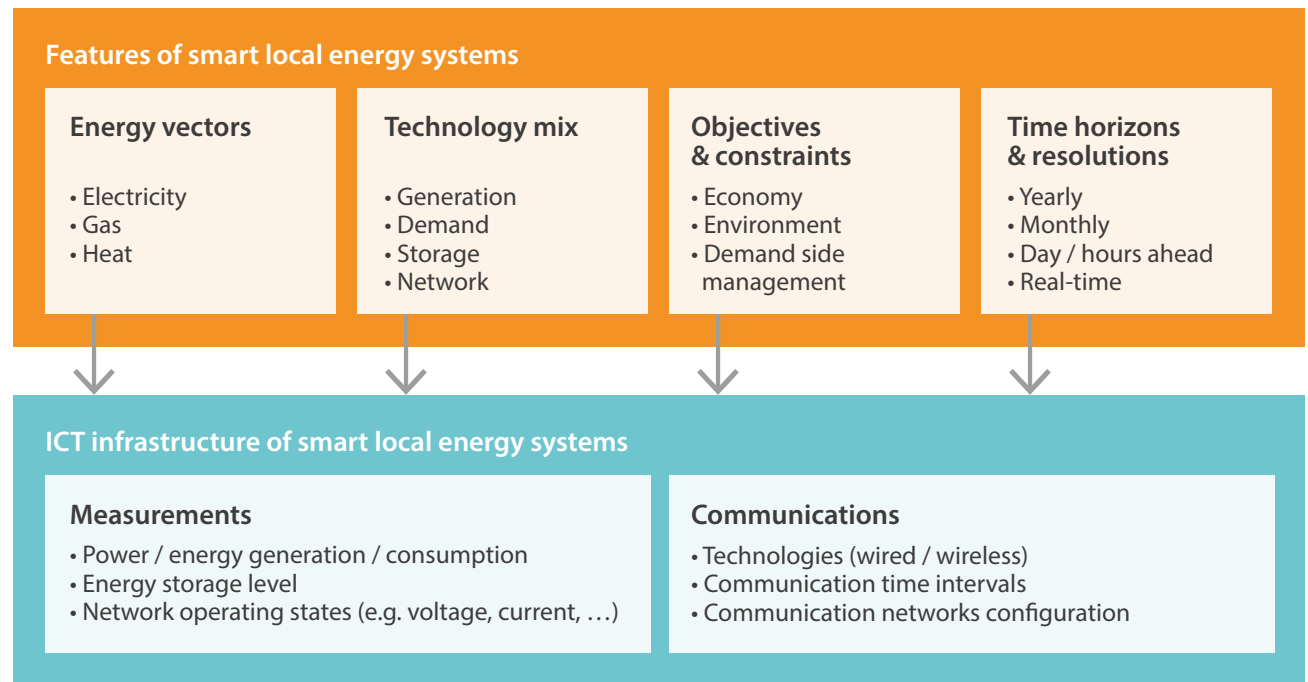 Features of smart local energy systems
Energy vectors
• Electricity
• Gas
• Heat
Technology mix
• Generation
• Demand
• Storage
• Network
Objectives
& constraints
• Economy
• Environment
• Demand side
management
Time horizons
& resolutions
• Yearly
• Monthly
• Day / hours ahead
• Real-time
ICT infrastructure of smart local energy systems
Measurements
• Power / energy generation / consumption
• Energy storage level
• Network operating states (e.g. voltage, current, …)
Communications
• Technologies (wired / wireless)
• Communication time intervals
• Communication networks configuration